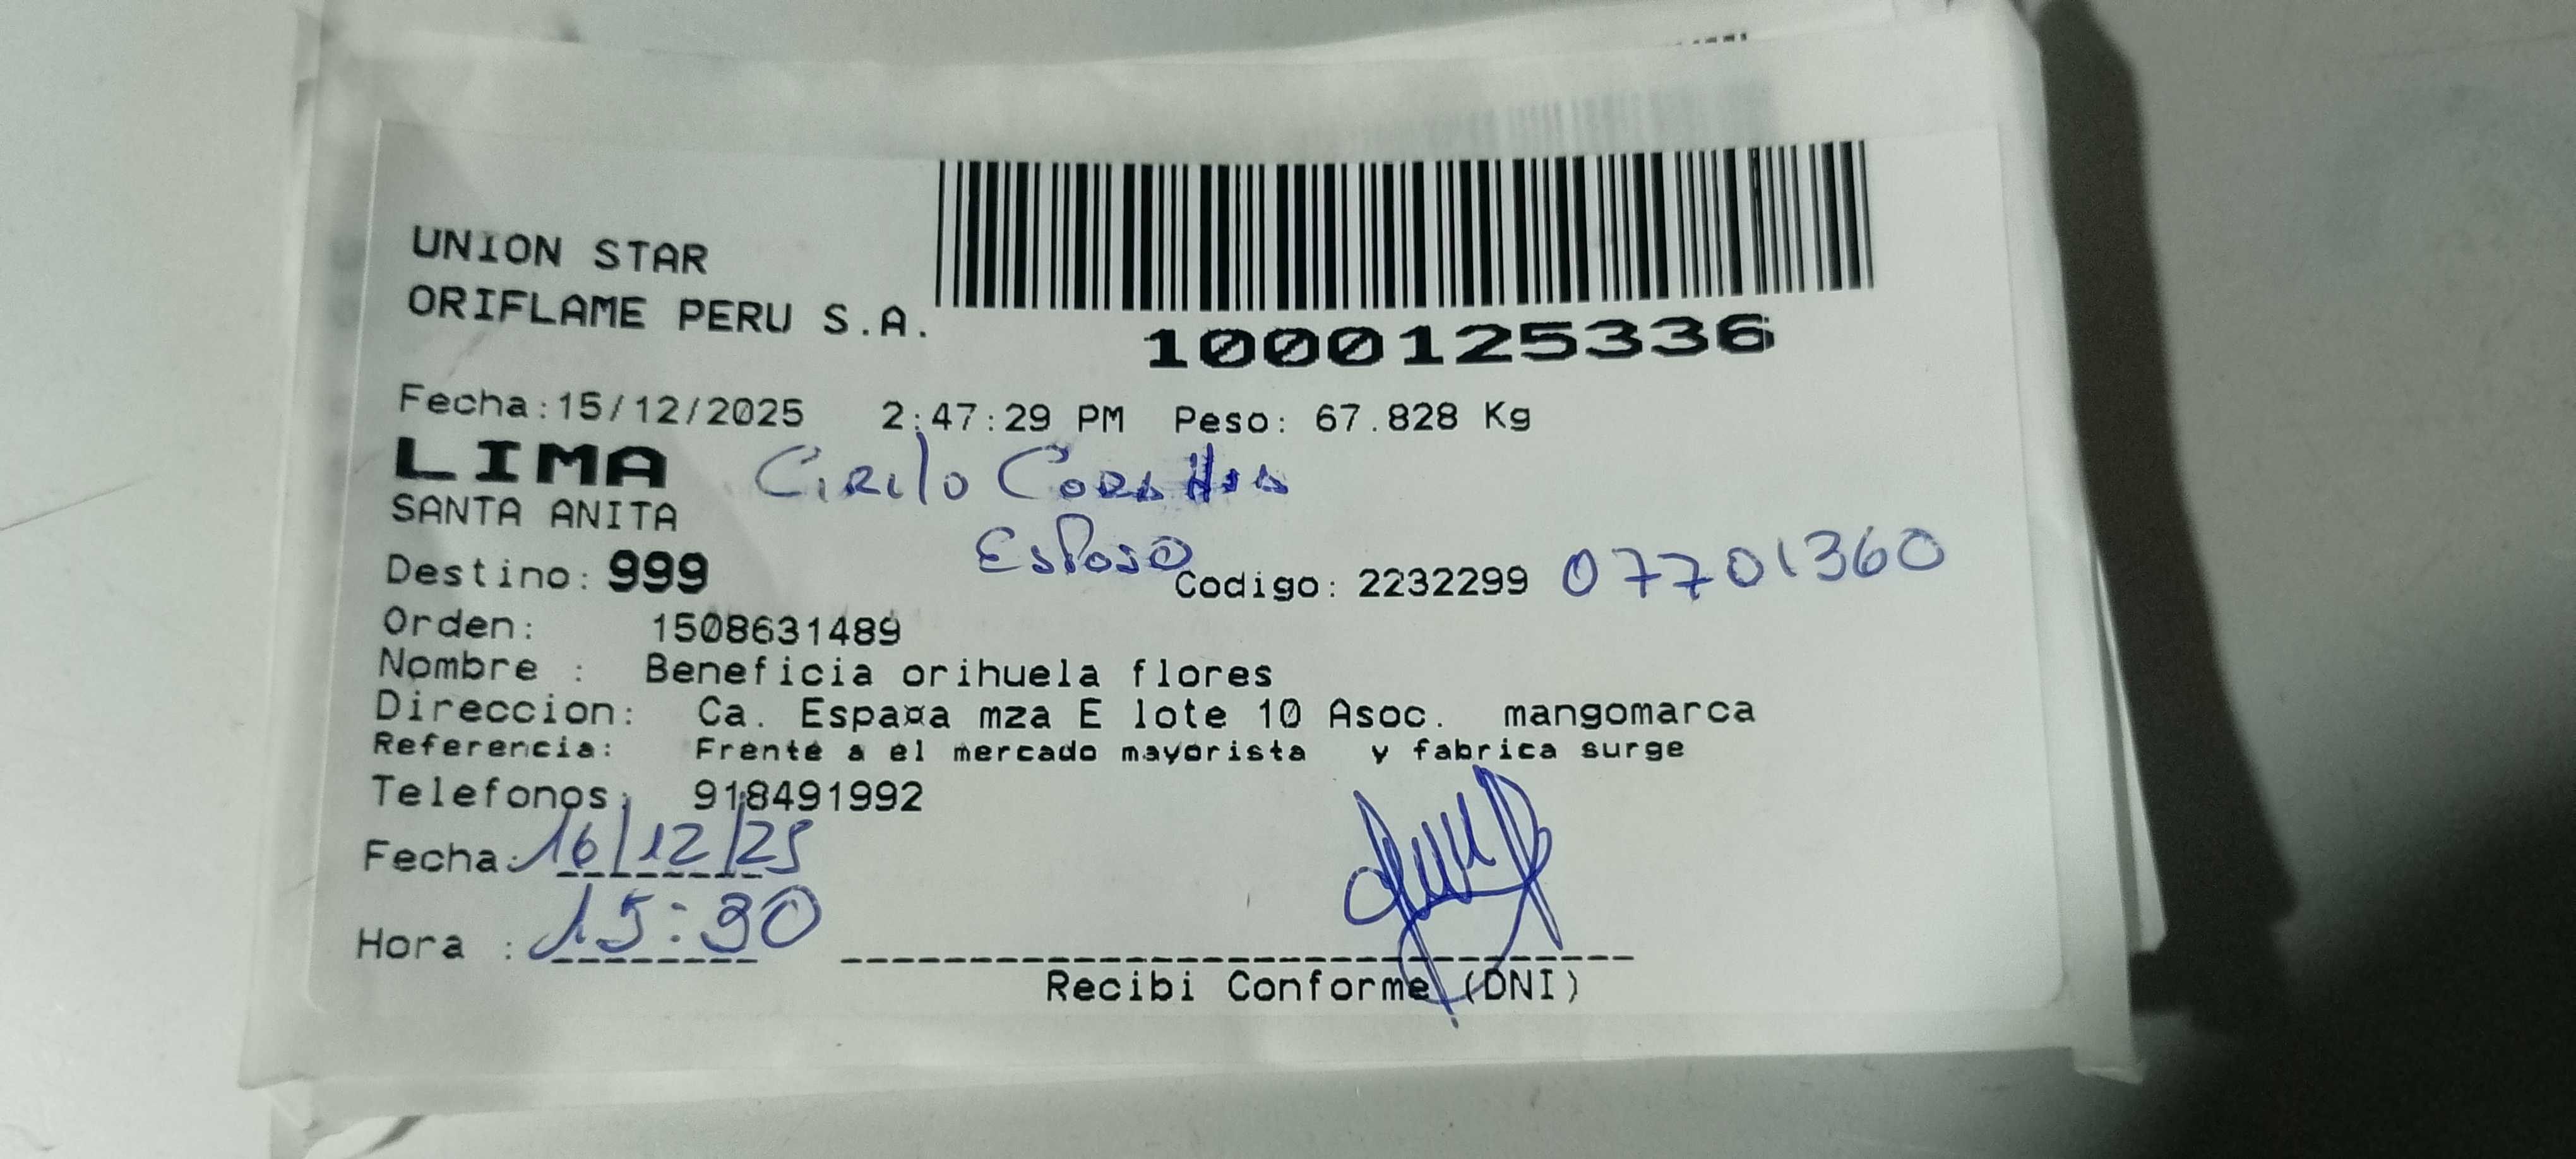 UNION STAR
ORIFLAME PERU S.A.
1000125336
Fecha:15/12/2025 2:47:29 PM Peso: 67.828 Kg
LIMA Cirilo
SANTA ANITA
Esposo
Destino: 999 Codigo: 2232299 07701360
Orden: 1508631489
Nombre : Beneficia orihuela flores
Direccion: Ca. Espa¤a mza E lote 10 Asoc. mangomarca
Referencia: Frente a el mercado mayorista y fabrica surge
Telefonos: 918491992
Fecha: 16/12/25
Hora : 15:30
Recibi Conforme (DNI)